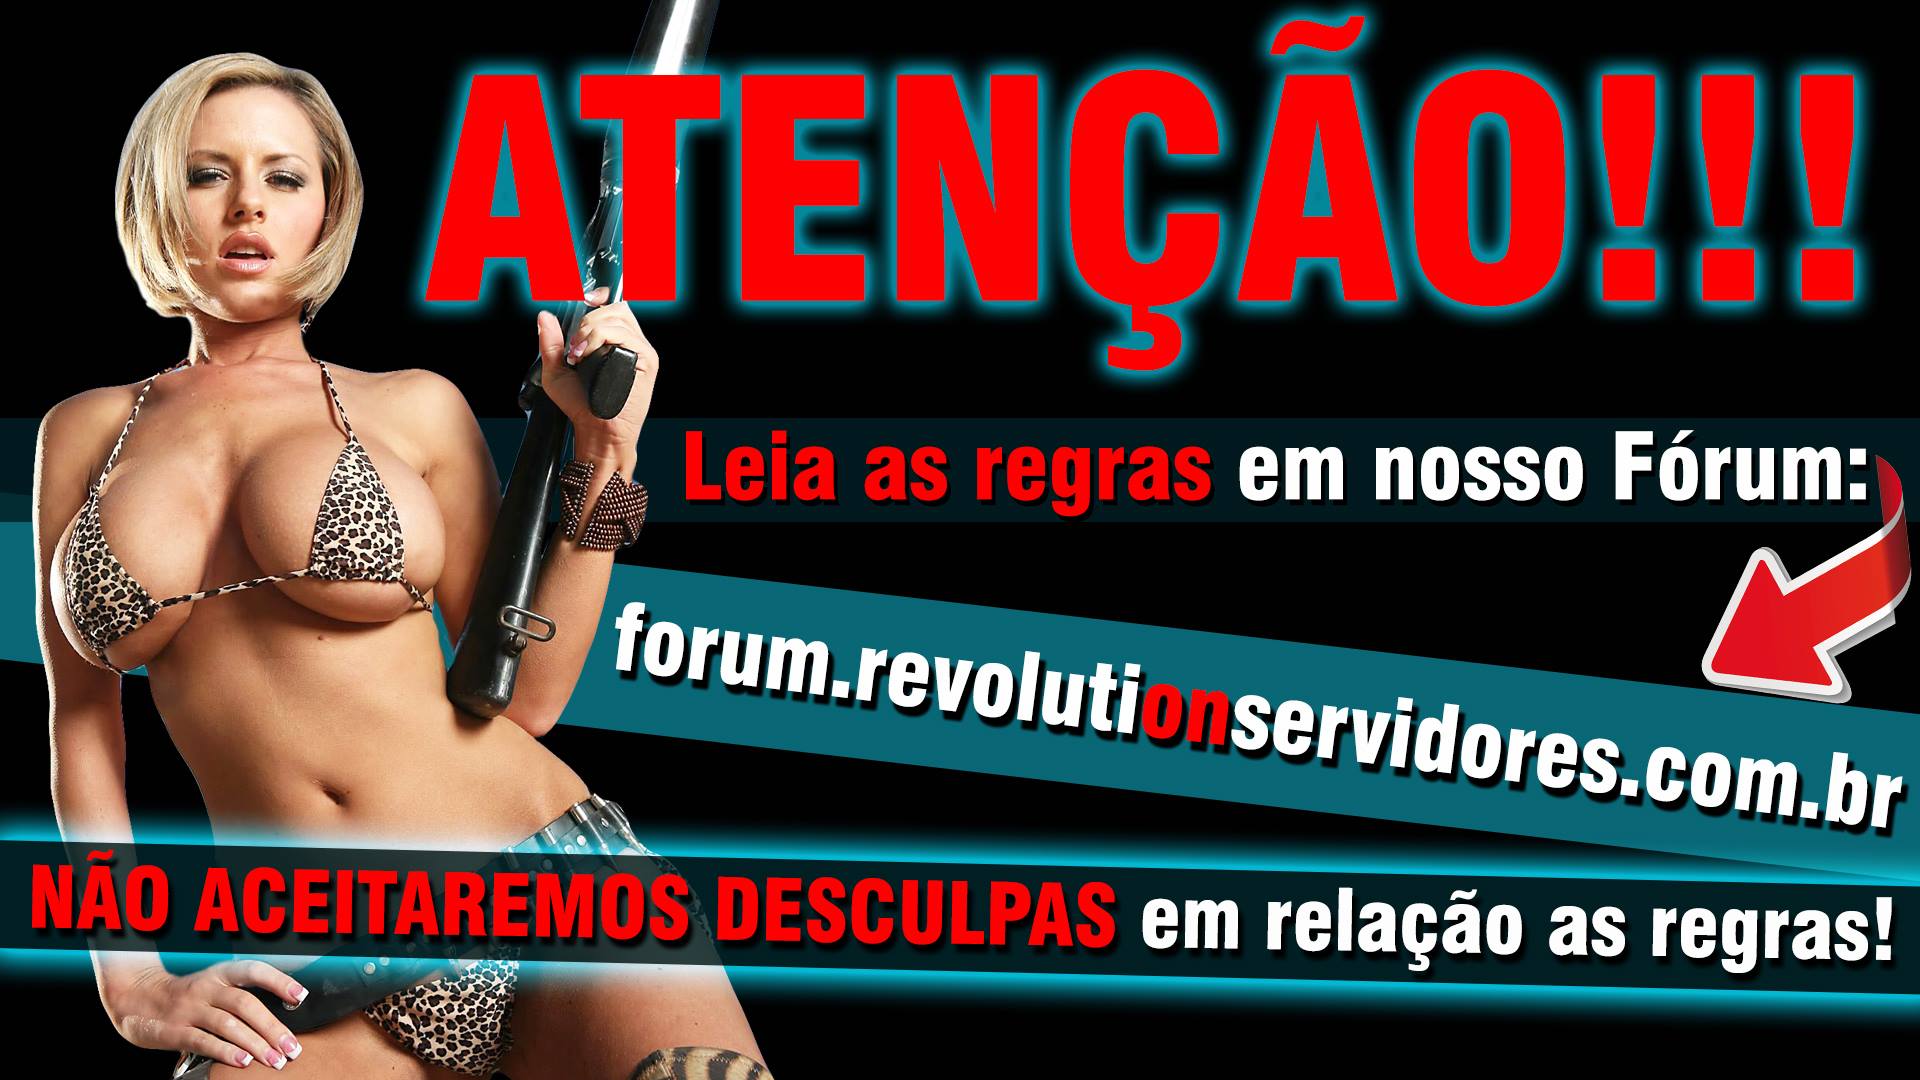 ATENÇÃO!!!
Leia as regras em nosso Fórum:
forum.revolutionservidores.com.br
NÃO ACEITAREMOS DESCULPAS em relação as regras!